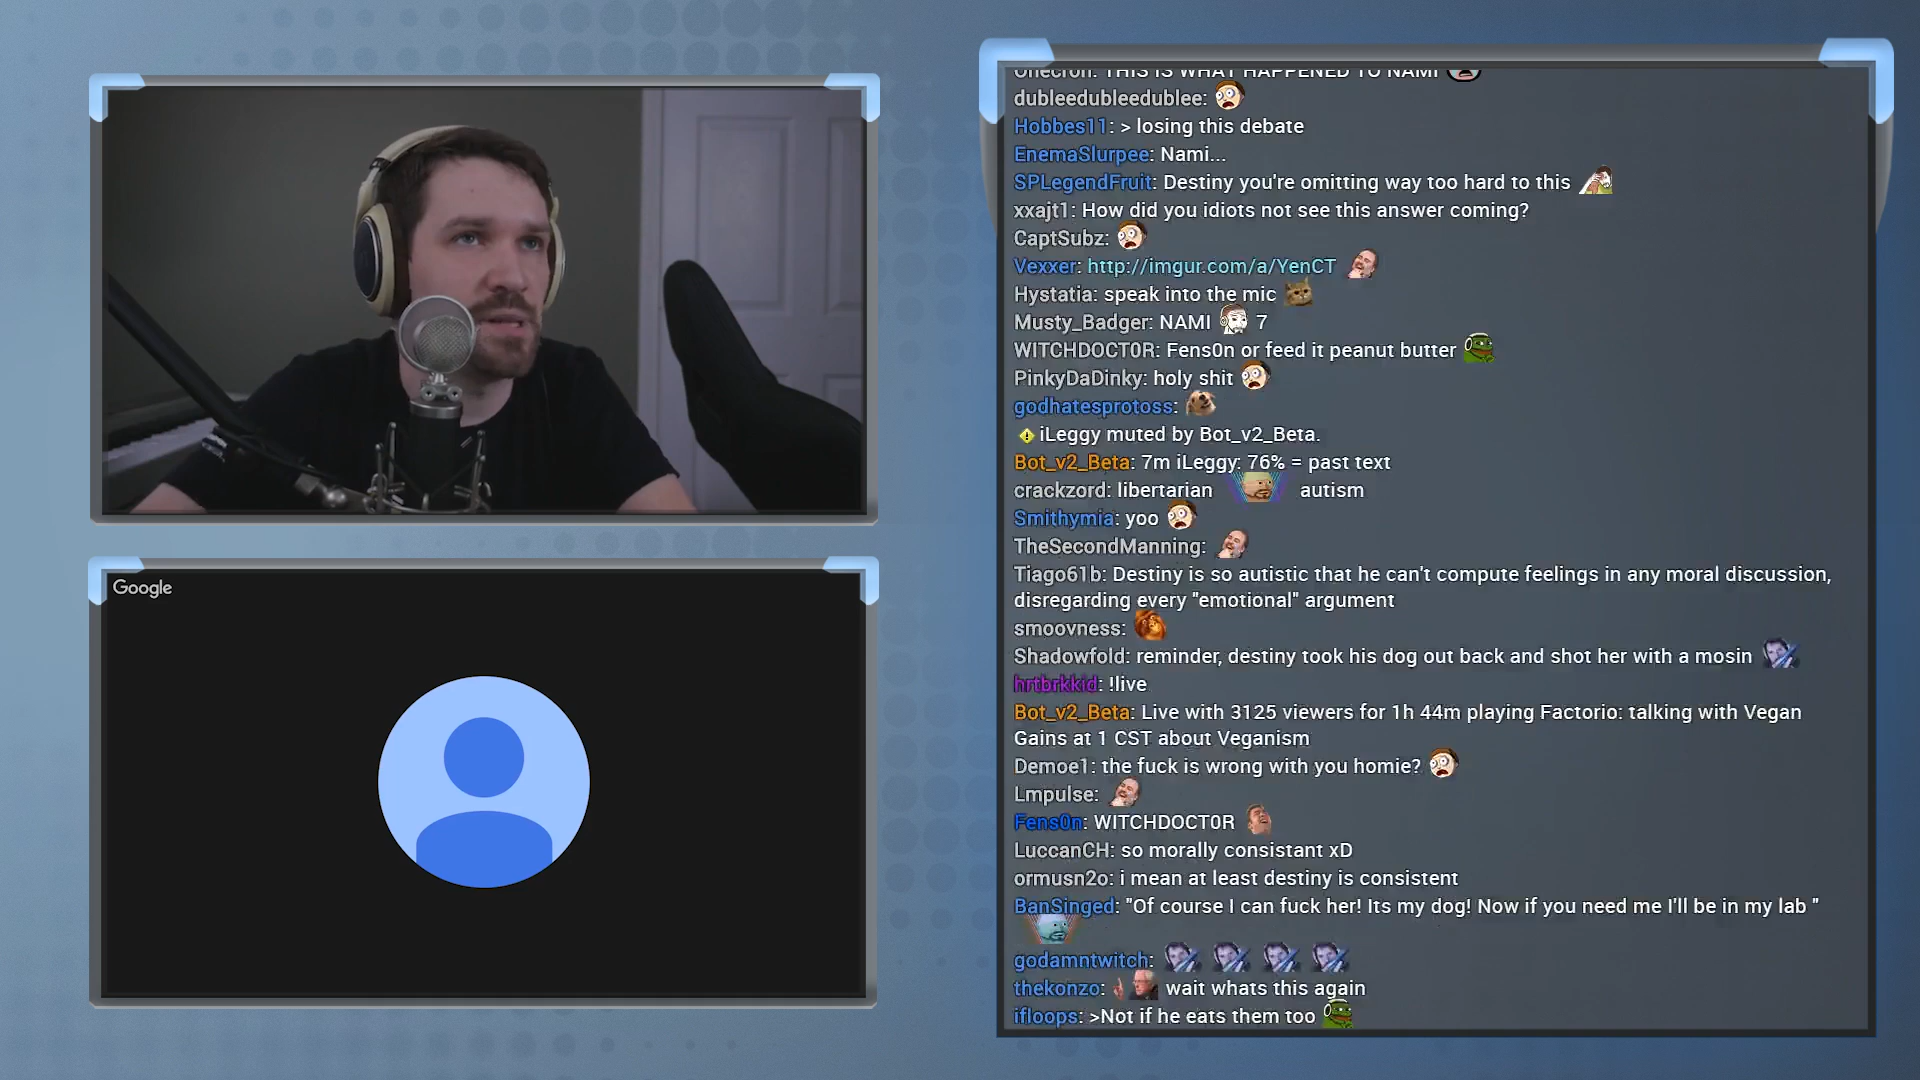 Google
Onecron: THIS IS WHAT HAPPENED TO NAMI
dubleedubleedublee:
Hobbes11: > losing this debate
EnemaSlurpee: Nami...
SPLegendFruit: Destiny you're omitting way too hard to this
xxajt1: How did you idiots not see this answer coming?
CaptSubz:
Vexxer: http://imgur.com/a/YenCT
Hystatia: speak into the mic
Musty_Badger: NAMI 7
WITCHDOCT0R: Fens0n or feed it peanut butter
PinkyDaDinky: holy shit
godhatesprotoss:
iLeggy muted by Bot_v2_Beta.
Bot_v2_Beta: 7m iLeggy: 76% = past text
crackzord: libertarian autism
Smithymia: yoo
TheSecondManning:
Tiago61b: Destiny is so autistic that he can't compute feelings in any moral discussion,
disregarding every "emotional" argument
smoovness:
Shadowfold: reminder, destiny took his dog out back and shot her with a mosin
hrtbrkkid: !live
Bot_v2_Beta: Live with 3125 viewers for 1h 44m playing Factorio: talking with Vegan
Gains at 1 CST about Veganism
Demoe1: the fuck is wrong with you homie?
Lmpulse:
Fens0n: WITCHDOCT0R
LuccanCH: so morally consistant xD
ormusn2o: i mean at least destiny is consistent
BanSinged: "Of course I can fuck her! Its my dog! Now if you need me I'll be in my lab "
godamntwitch:
thekonzo: wait whats this again
ifloops: >Not if he eats them too